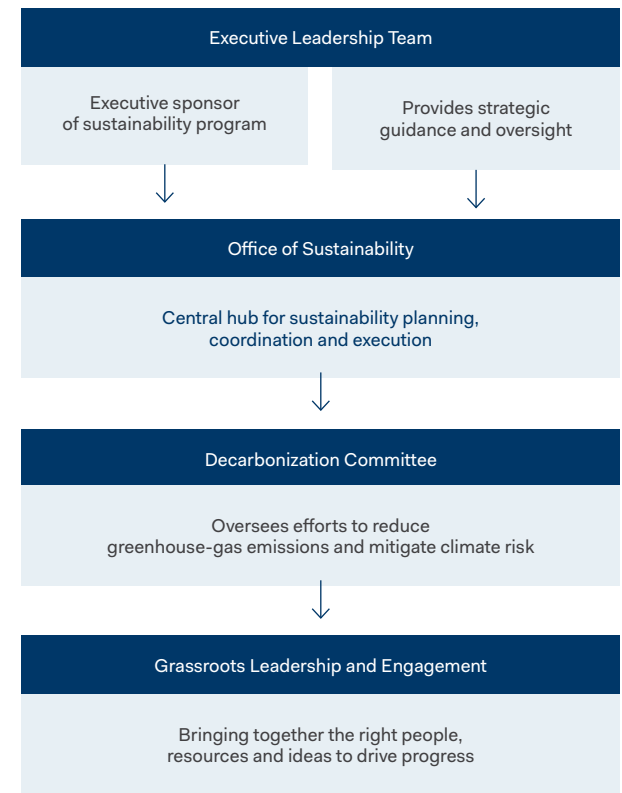 Executive Leadership Team
Executive sponsor
of sustainability program
Provides strategic
guidance and oversight
Office of Sustainability
Central hub for sustainability planning,
coordination and execution
Decarbonization Committee
Oversees efforts to reduce
greenhouse-gas emissions and mitigate climate risk
Grassroots Leadership and Engagement
Bringing together the right people,
resources and ideas to drive progress